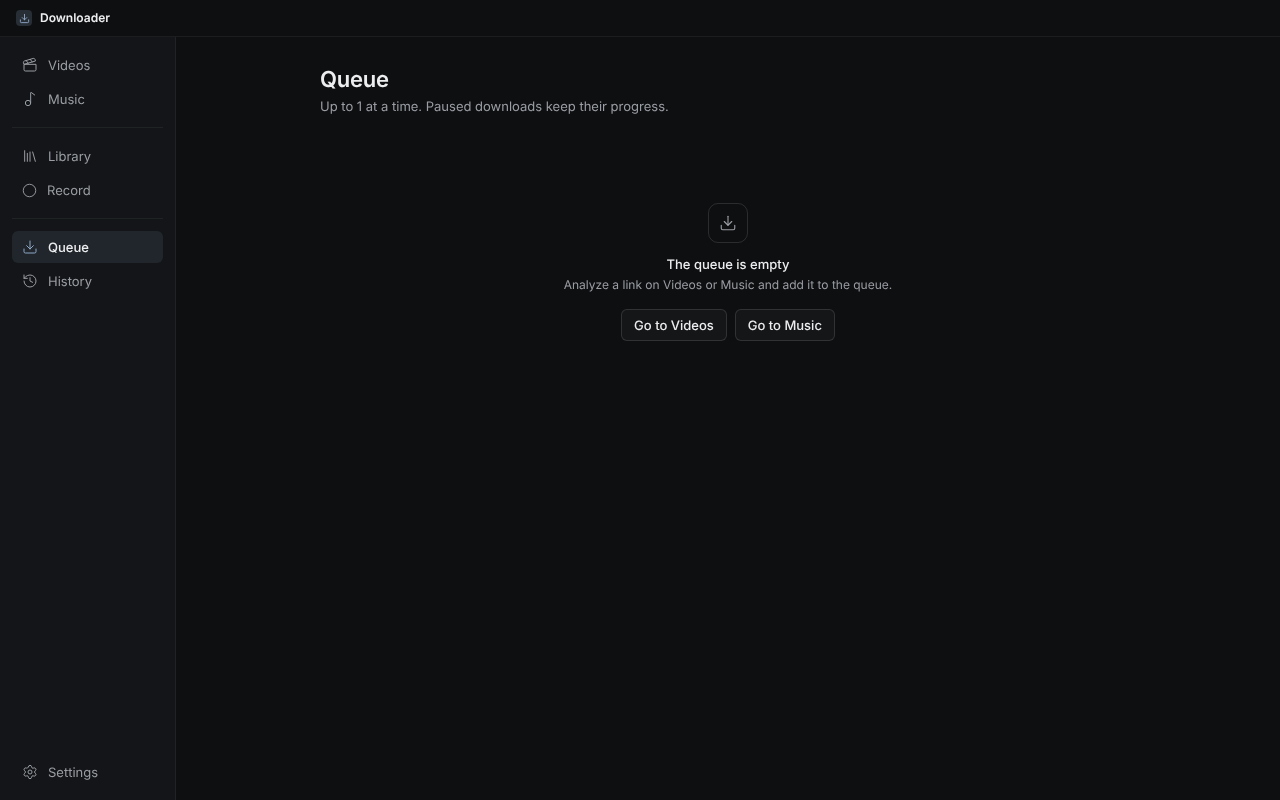 Downloader
Videos
Music
Library
Record
Queue
History
Settings
Queue
Up to 1 at a time. Paused downloads keep their progress.
The queue is empty
Analyze a link on Videos or Music and add it to the queue.
Go to Videos
Go to Music